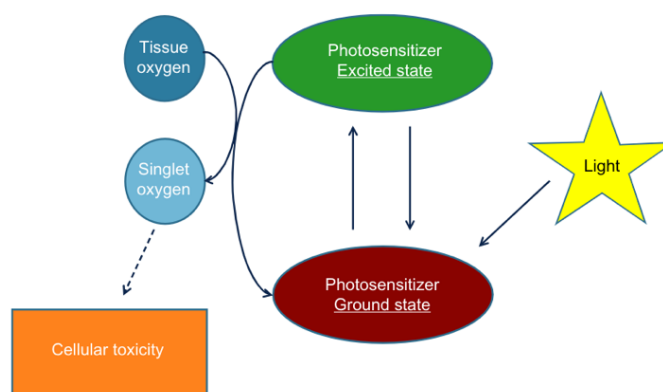 Tissue
oxygen
Photosensitizer
Excited state
Singlet
oxygen
Light
Photosensitizer
Ground state
Cellular toxicity